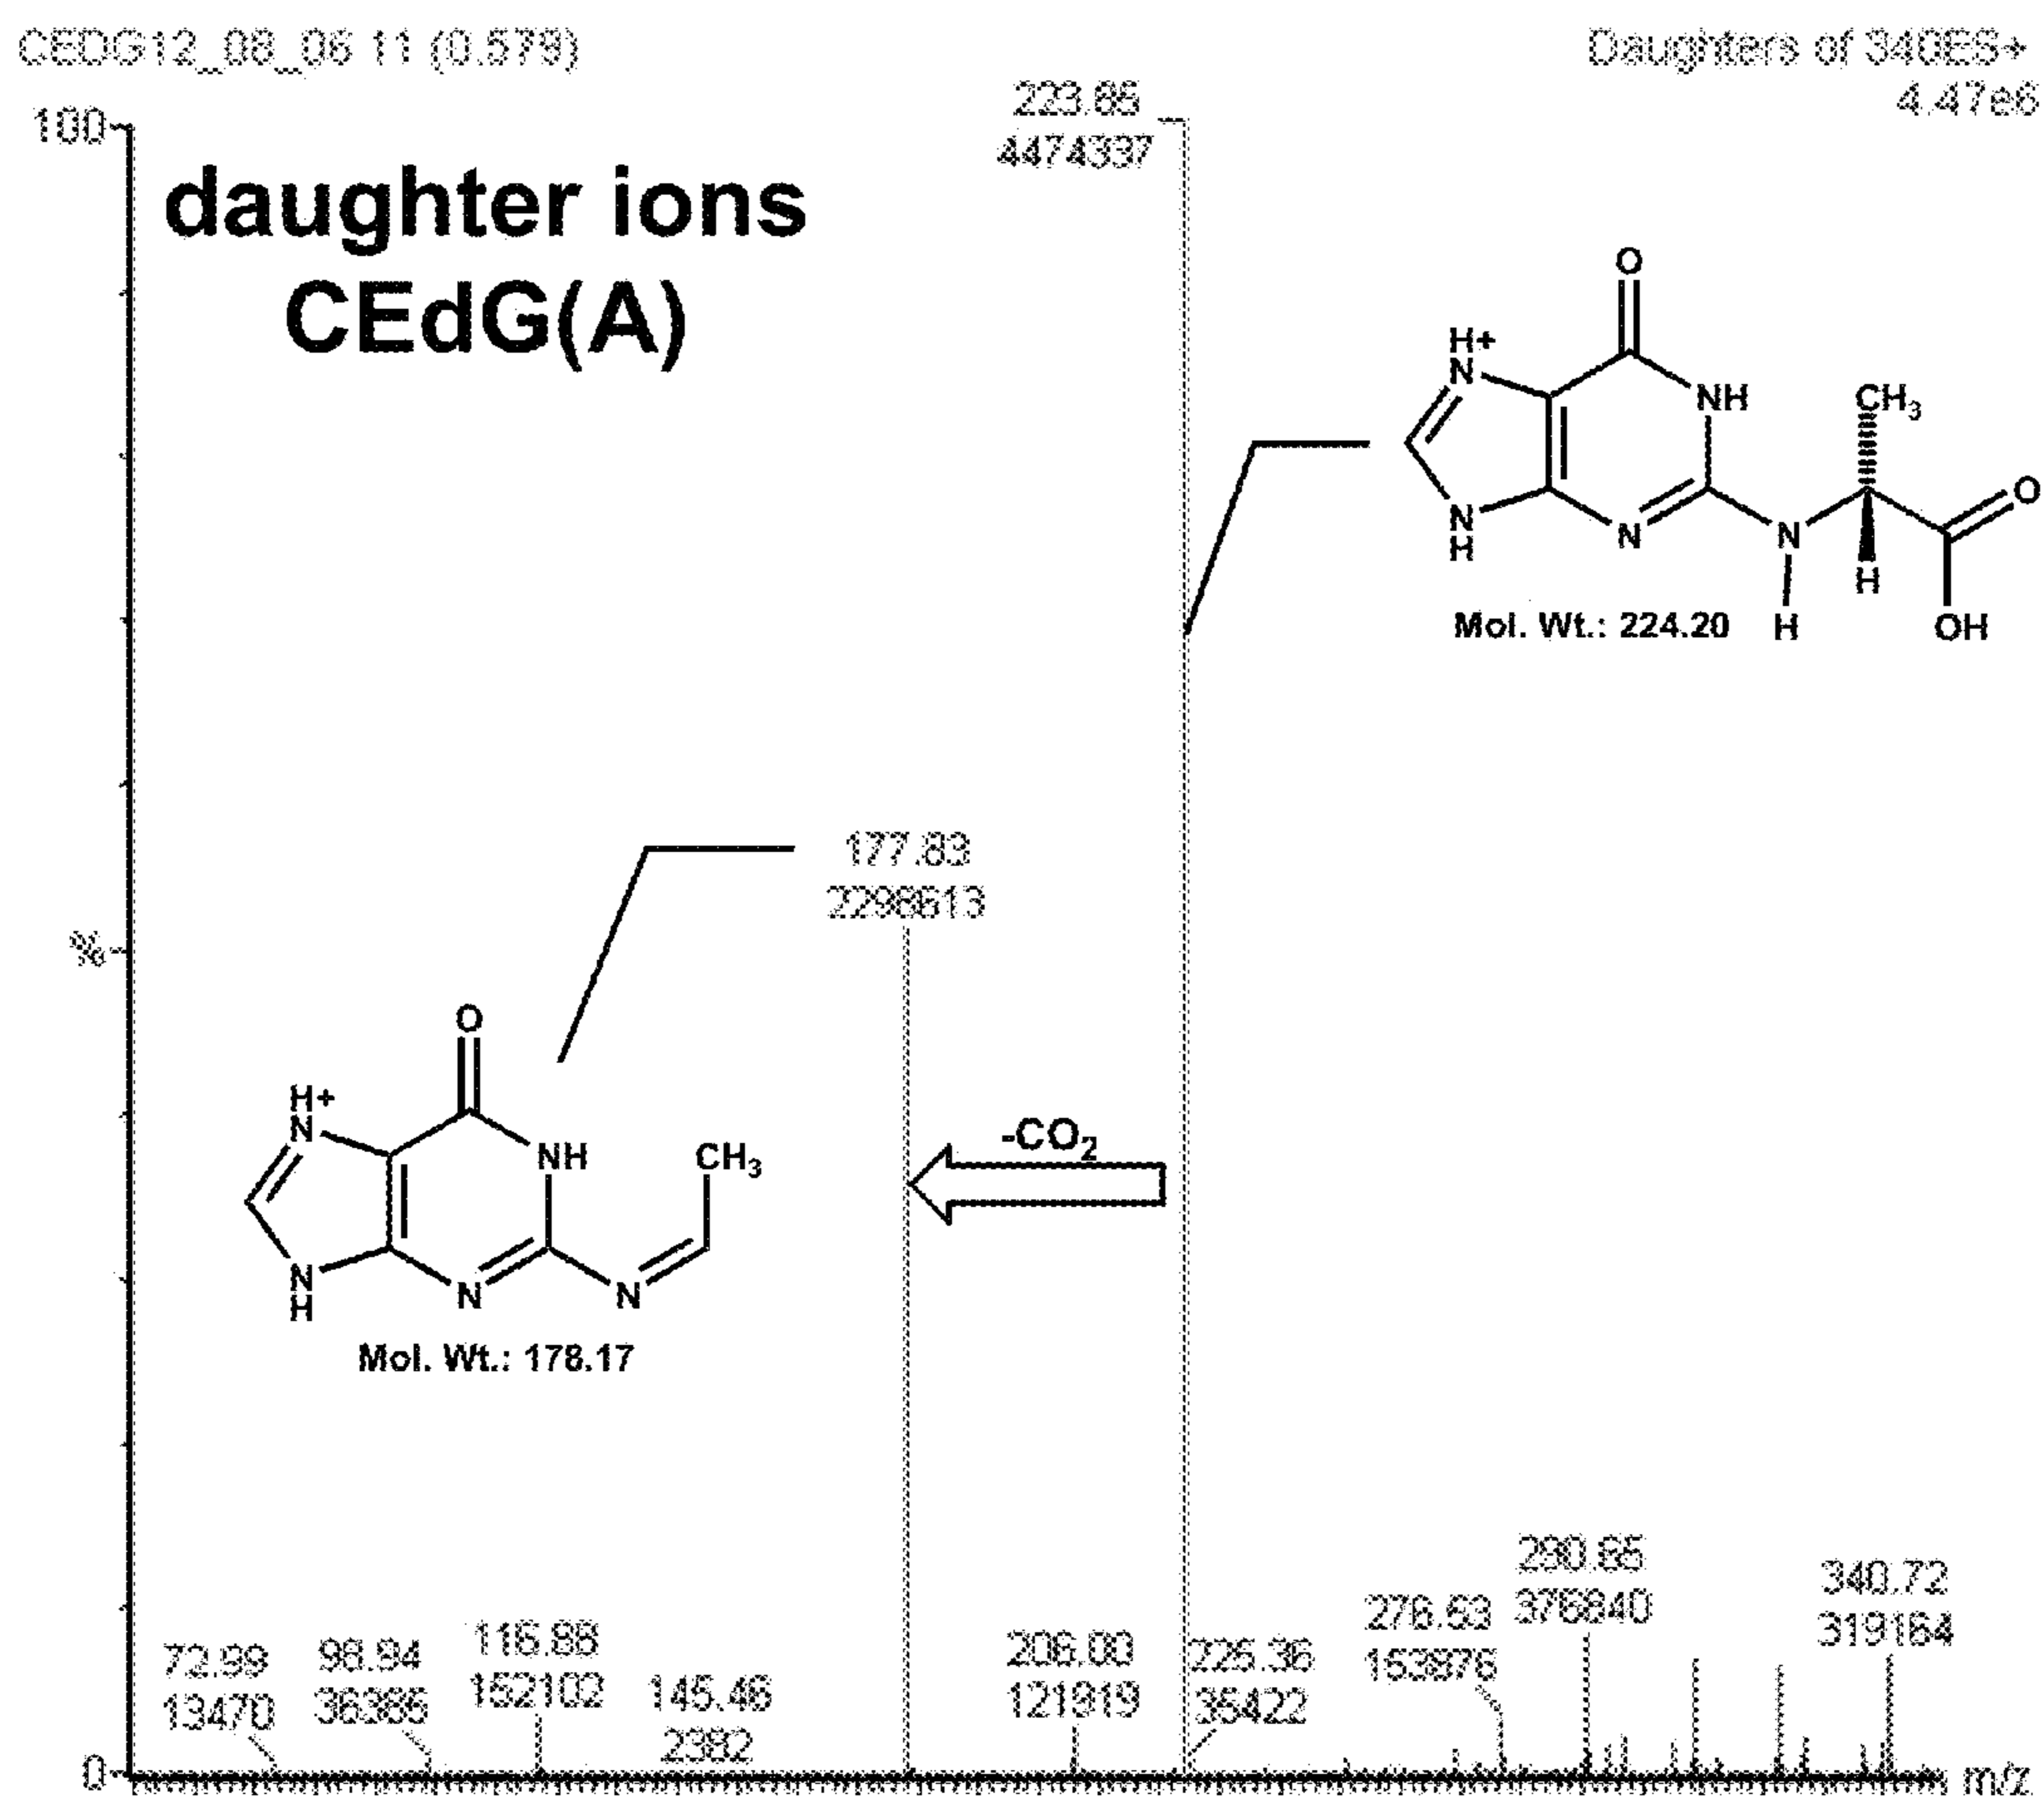 CEDG12_08_06 11 (0.579)
Daughters of 340ES+
4.47e6
100
daughter ions
CEdG(A)
223.85
4474337
O
H+
N
NH
CH3
N
H
N
N
H
H
O
OH
Mol. Wt.: 224.20
177.83
2298613
%
O
H+
N
NH
CH3
N
H
N
N
Mol. Wt.: 178.17
-CO2
72.99
13470
98.94
36385
116.88
152102
145.46
2382
206.00
121919
225.36
35422
276.53
153876
290.65
376840
340.72
319164
0
m/z